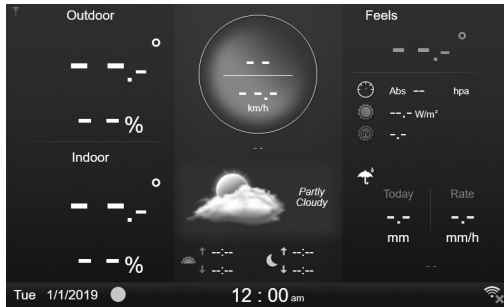 Outdoor
-- --.-°
-- -- %
Indoor
-- --.-°
-- -- %
-- --
-- --.-
km/h
-- --
Partly
Cloudy
↑ --:--
↓ --:--
↑ --:--
↓ --:--
Feels
-- --.-°
Abs -- hpa
--.- W/m²
UV
-.-
Today Rate
-.- -.-
mm mm/h
--
Tue 1/1/2019
12 : 00 am